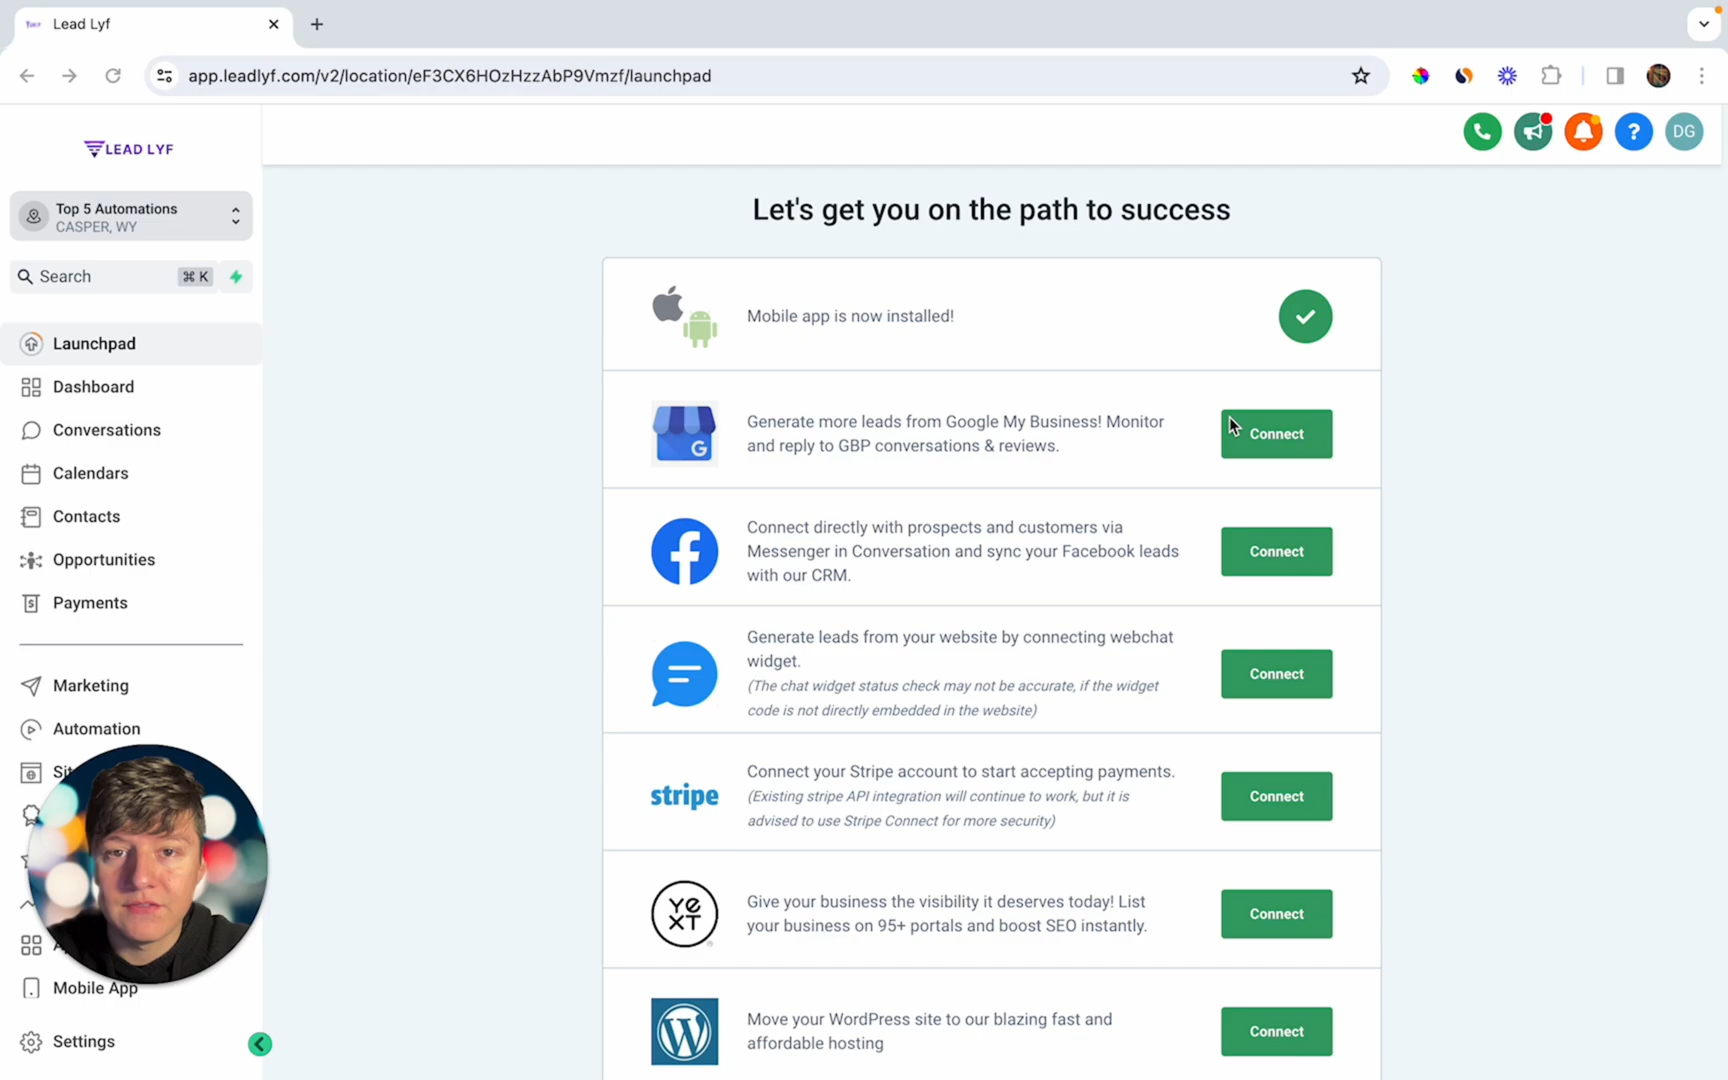 Lead Lyf
app.leadlyf.com/v2/location/eF3CX6HOzHzzAbP9Vmzf/launchpad
LEAD LYF
DG
Top 5 Automations
CASPER, WY
Search
⌘ K
Launchpad
Dashboard
Conversations
Calendars
Contacts
Opportunities
Payments
Marketing
Automation
Mobile App
Settings
Let's get you on the path to success
Mobile app is now installed!
Generate more leads from Google My Business! Monitor
and reply to GBP conversations & reviews.
Connect
Connect directly with prospects and customers via
Messenger in Conversation and sync your Facebook leads
with our CRM.
Connect
Generate leads from your website by connecting webchat
widget.
(The chat widget status check may not be accurate, if the widget
code is not directly embedded in the website)
Connect
stripe
Connect your Stripe account to start accepting payments.
(Existing stripe API integration will continue to work, but it is
advised to use Stripe Connect for more security)
Connect
YEXT
Give your business the visibility it deserves today! List
your business on 95+ portals and boost SEO instantly.
Connect
Move your WordPress site to our blazing fast and
affordable hosting
Connect